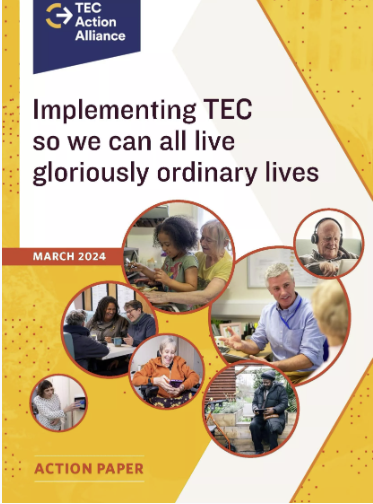 TEC
Action
Alliance
Implementing TEC
so we can all live
gloriously ordinary lives
MARCH 2024
ACTION PAPER